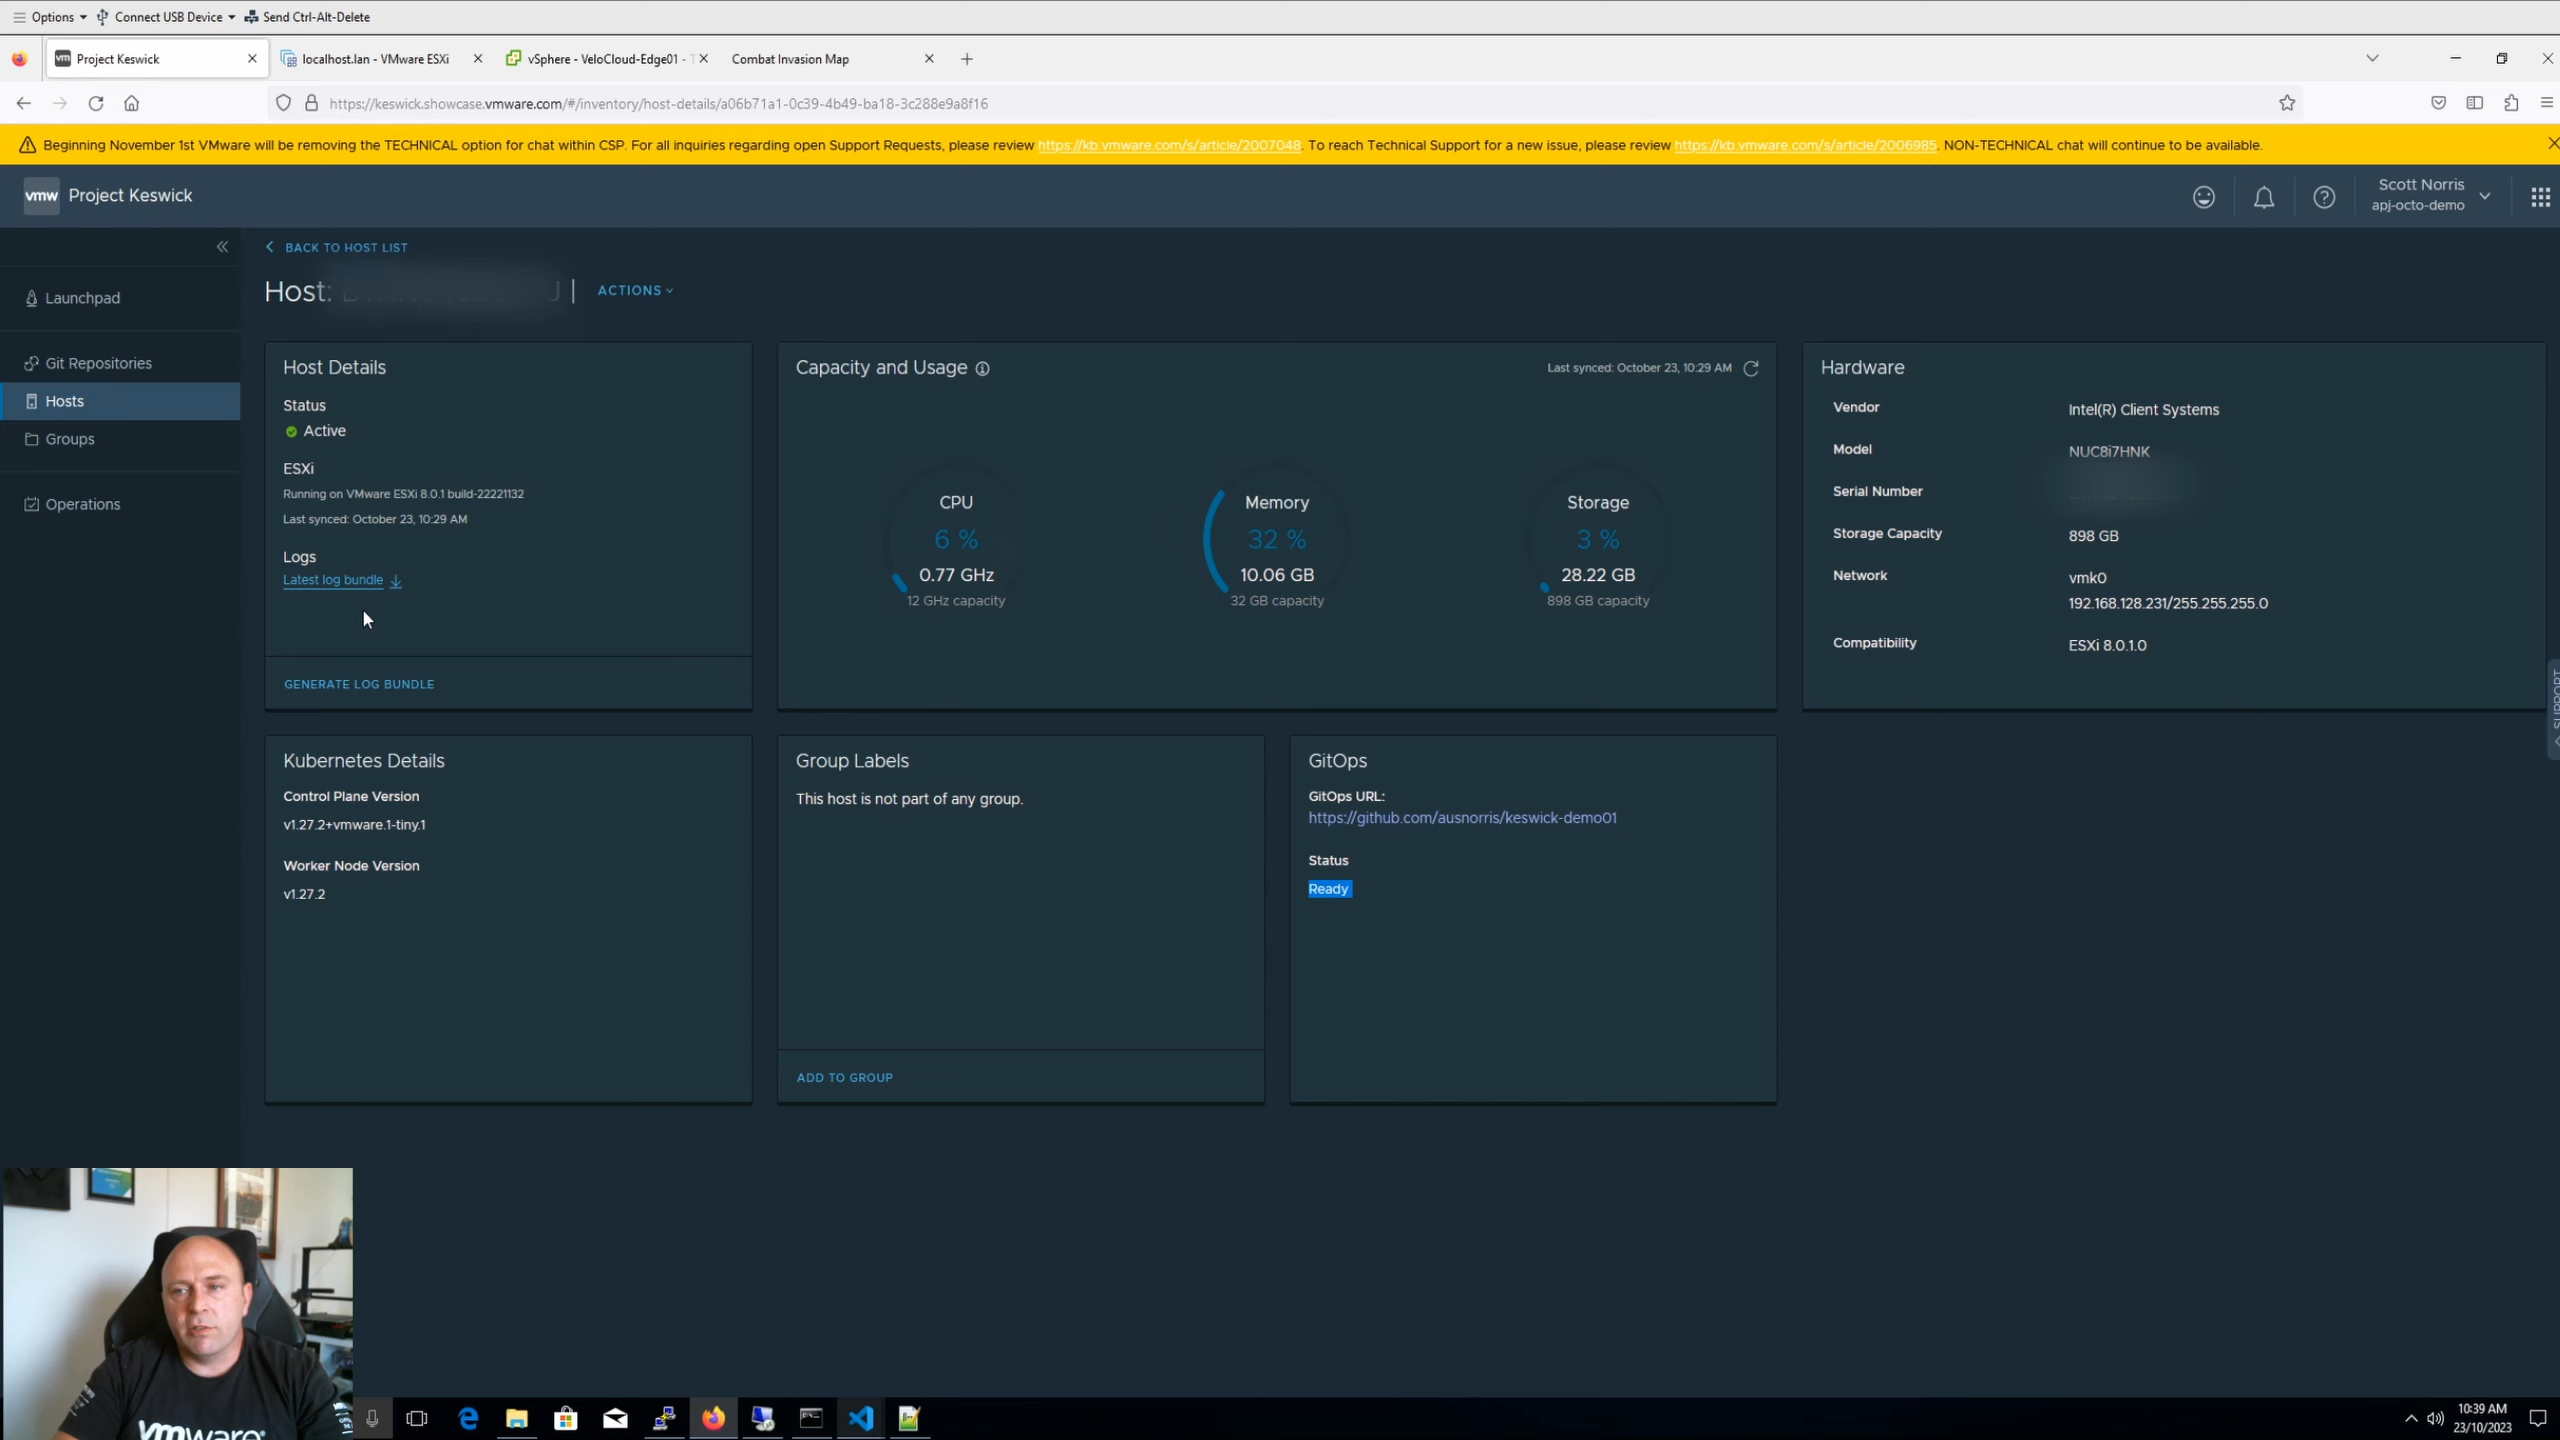 Options Connect USB Device Send Ctrl-Alt-Delete
Project Keswick localhost.lan - VMware ESXi vSphere - VeloCloud-Edge01 - Combat Invasion Map
https://keswick.showcase.vmware.com/#/inventory/host-details/a06b71a1-0c39-4b49-ba18-3c288e9a8f16
Beginning November 1st VMware will be removing the TECHNICAL option for chat within CSP. For all inquiries regarding open Support Requests, please review https://kb.vmware.com/s/article/2007048. To reach Technical Support for a new issue, please review https://kb.vmware.com/s/article/2006985. NON-TECHNICAL chat will continue to be available.
vmw Project Keswick
Scott Norris
apj-octo-demo
BACK TO HOST LIST
Launchpad
Git Repositories
Hosts
Groups
Operations
Host:
ACTIONS
Host Details
Status
Active
ESXi
Running on VMware ESXi 8.0.1 build-22221132
Last synced: October 23, 10:29 AM
Logs
Latest log bundle
GENERATE LOG BUNDLE
Capacity and Usage
Last synced: October 23, 10:29 AM
CPU
6 %
0.77 GHz
12 GHz capacity
Memory
32 %
10.06 GB
32 GB capacity
Storage
3 %
28.22 GB
898 GB capacity
Hardware
Vendor Intel(R) Client Systems
Model NUC8i7HNK
Serial Number
Storage Capacity 898 GB
Network vmk0
192.168.128.231/255.255.255.0
Compatibility ESXi 8.0.1.0
SUPPORT
Kubernetes Details
Control Plane Version
v1.27.2+vmware.1-tiny.1
Worker Node Version
v1.27.2
Group Labels
This host is not part of any group.
ADD TO GROUP
GitOps
GitOps URL:
https://github.com/ausnorris/keswick-demo01
Status
Ready
vmware
10:39 AM
23/10/2023